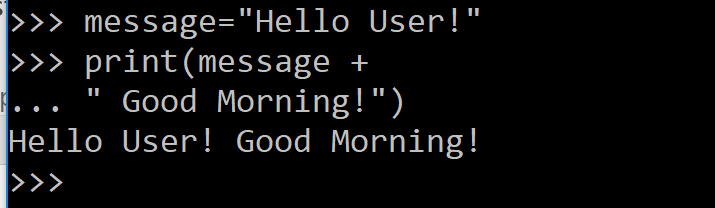 >>> message="Hello User!"
>>> print(message +
... " Good Morning!")
Hello User! Good Morning!
>>>